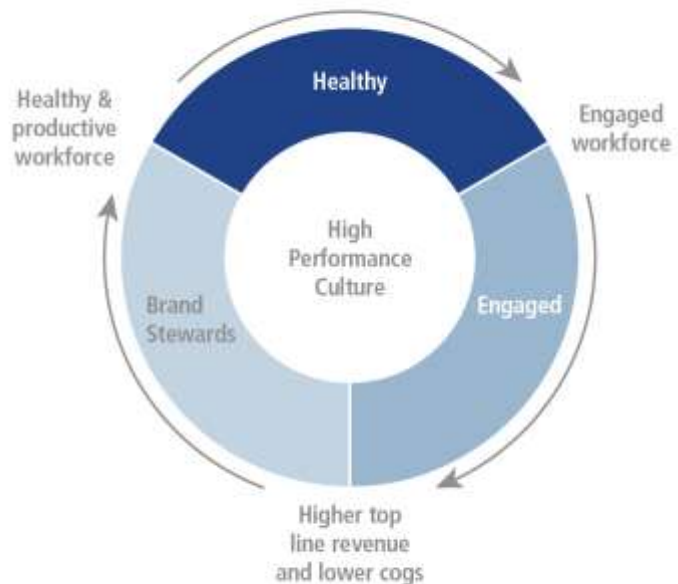 Healthy
Healthy &
productive
workforce
Engaged
workforce
High
Performance
Culture
Brand
Stewards
Engaged
Higher top
line revenue
and lower cogs